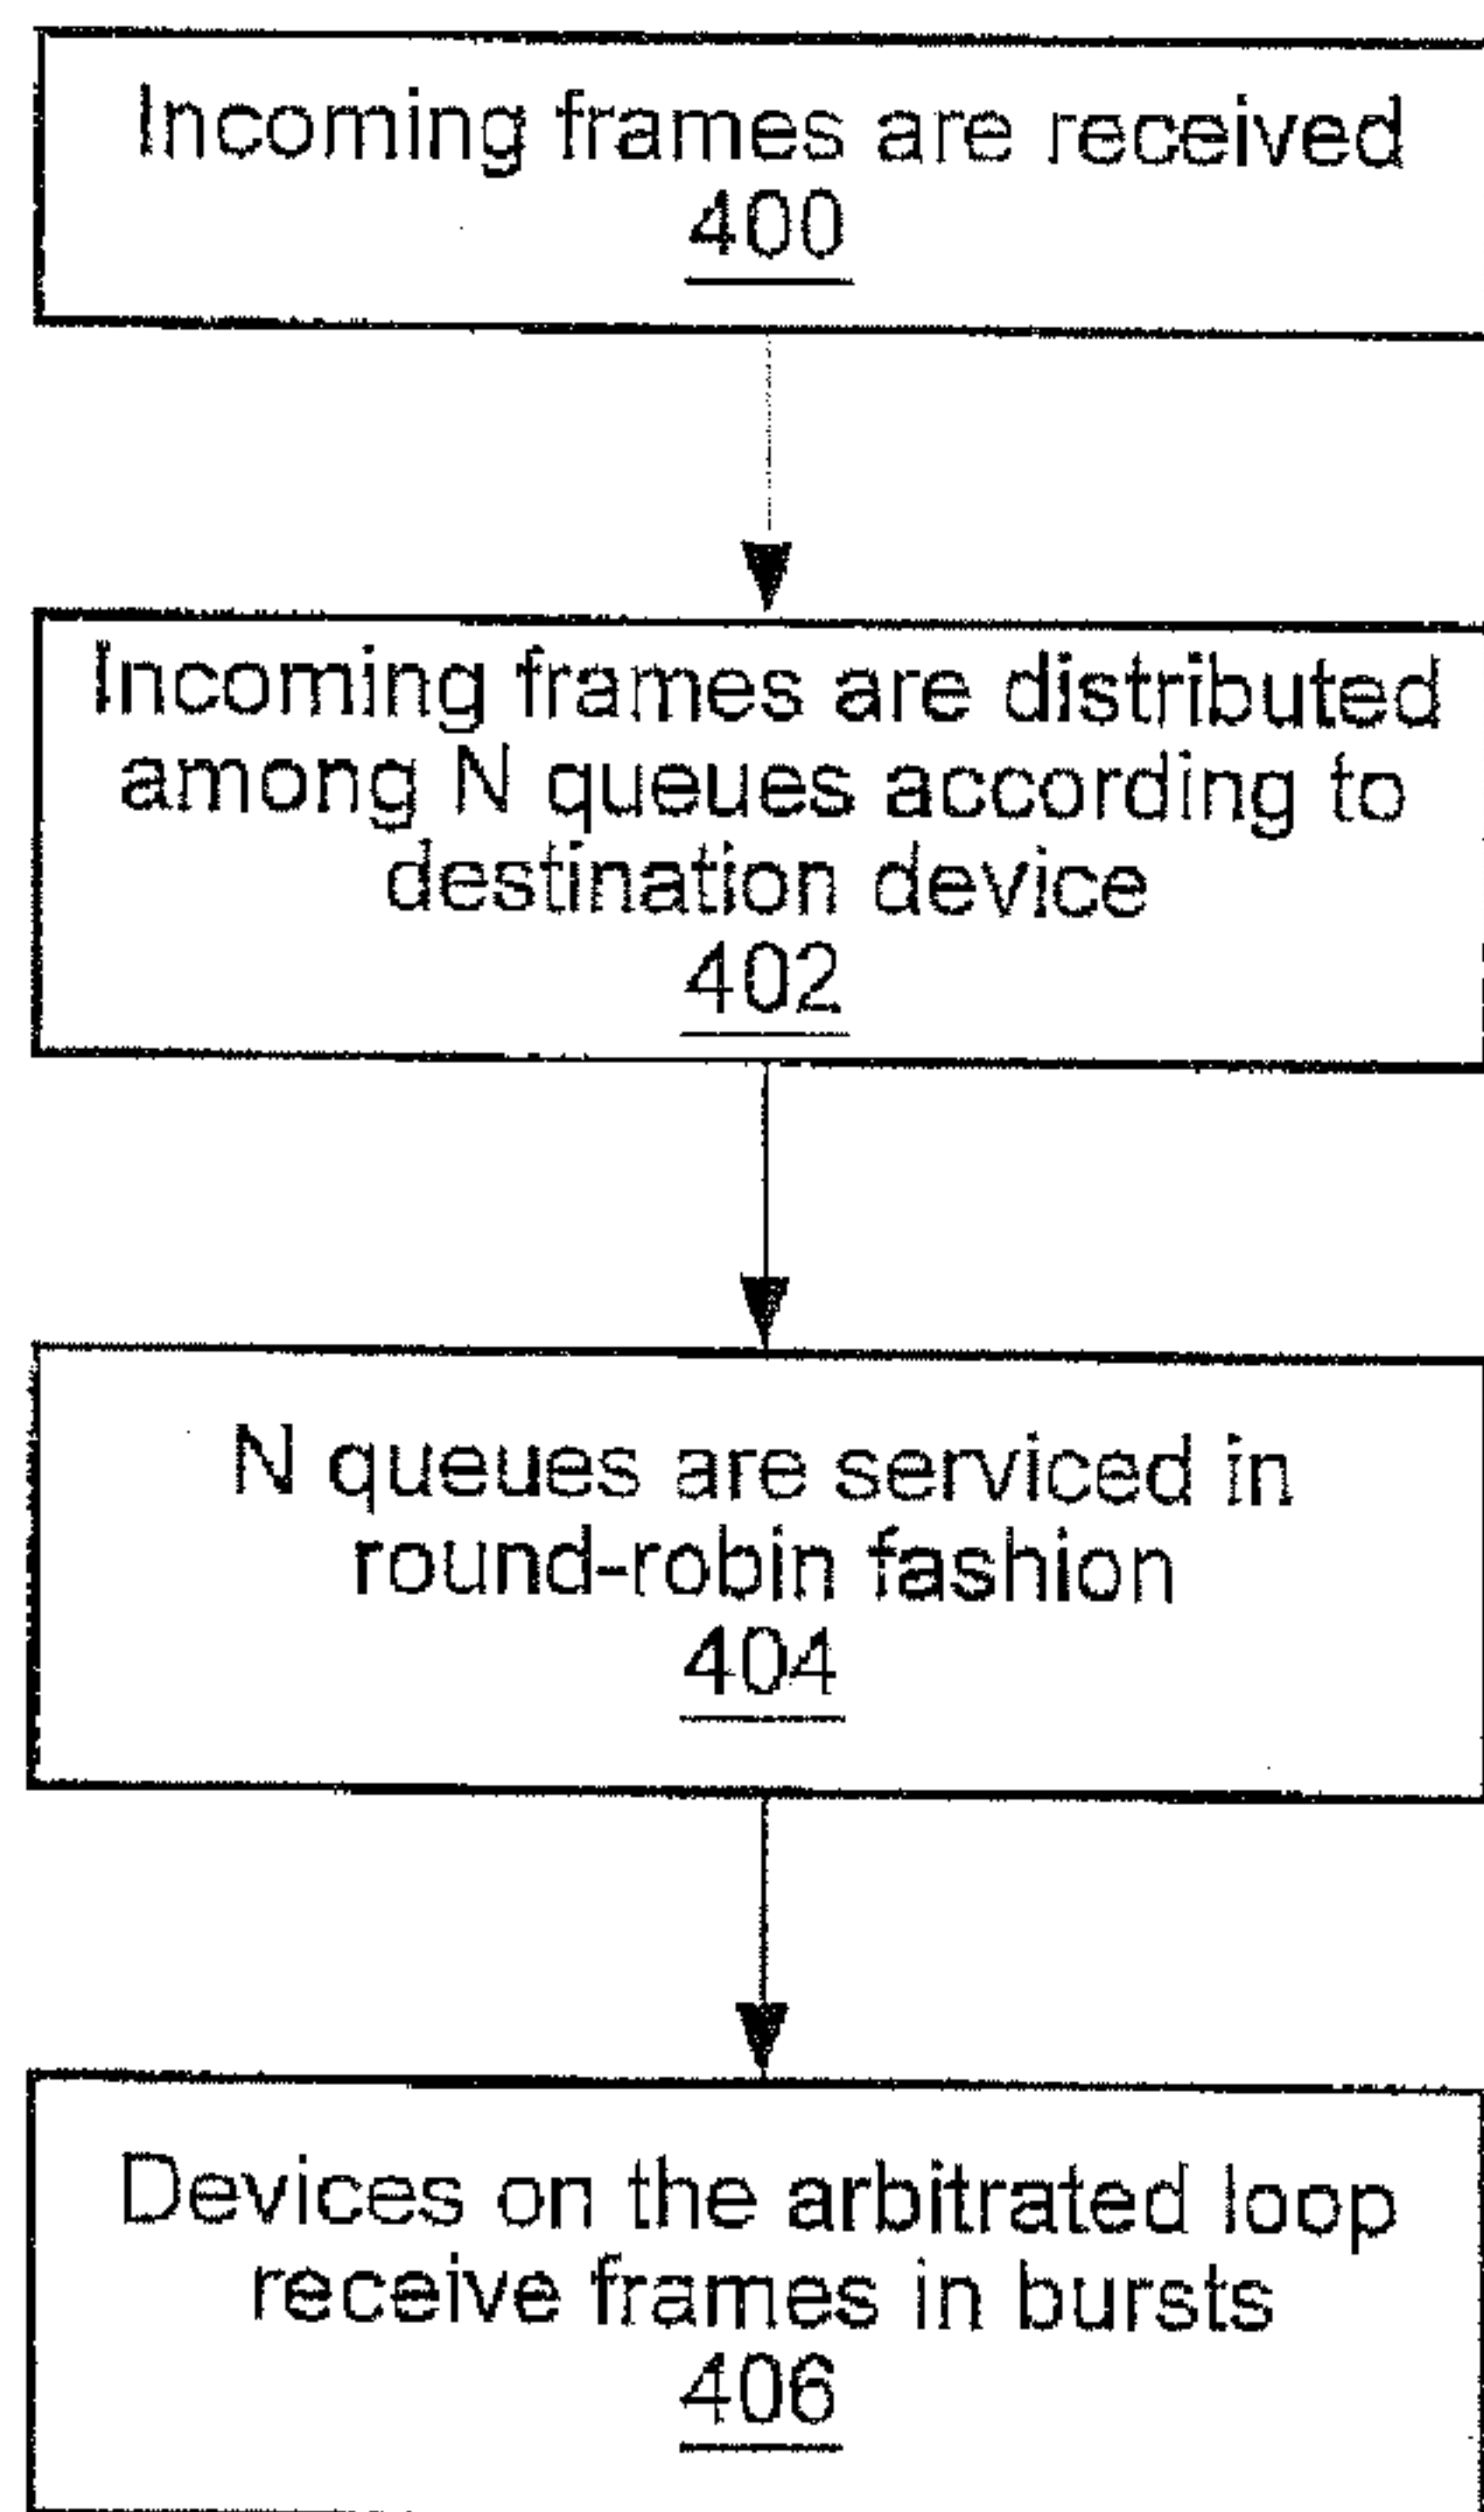 Incoming frames are received
400
Incoming frames are distributed
among N queues according to
destination device
402
N queues are serviced in
round-robin fashion
404
Devices on the arbitrated loop
receive frames in bursts
406